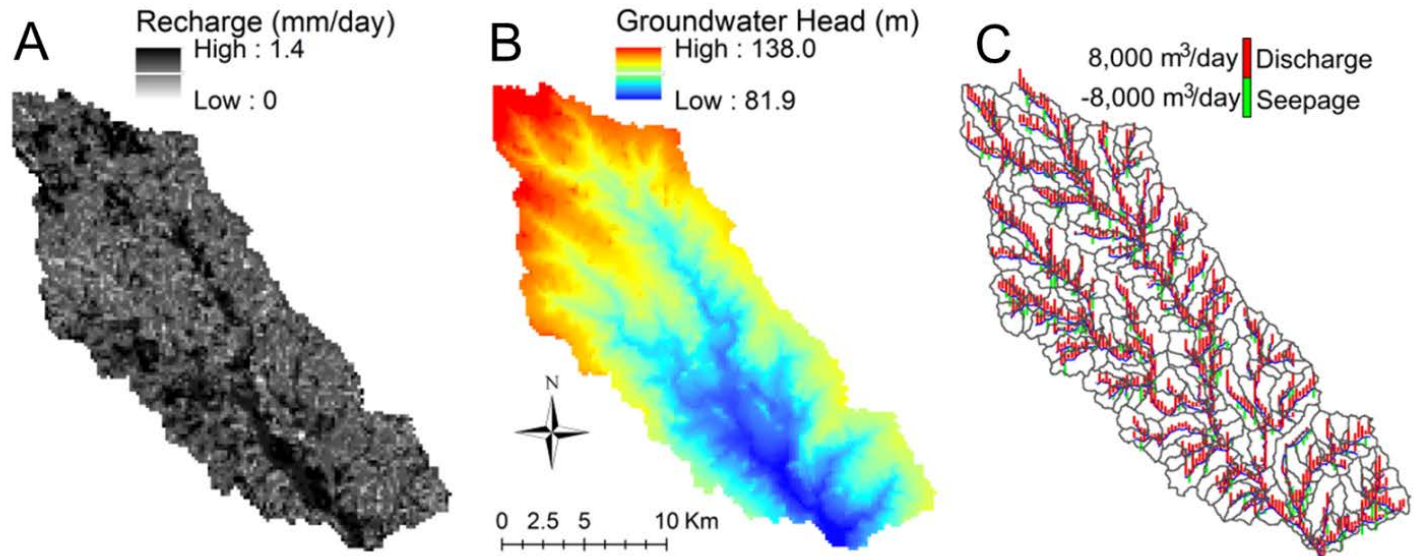 A
Recharge (mm/day)
High : 1.4
Low : 0
B
Groundwater Head (m)
High : 138.0
Low : 81.9
N
0 2.5 5 10 Km
C
8,000 m³/day Discharge
-8,000 m³/day Seepage